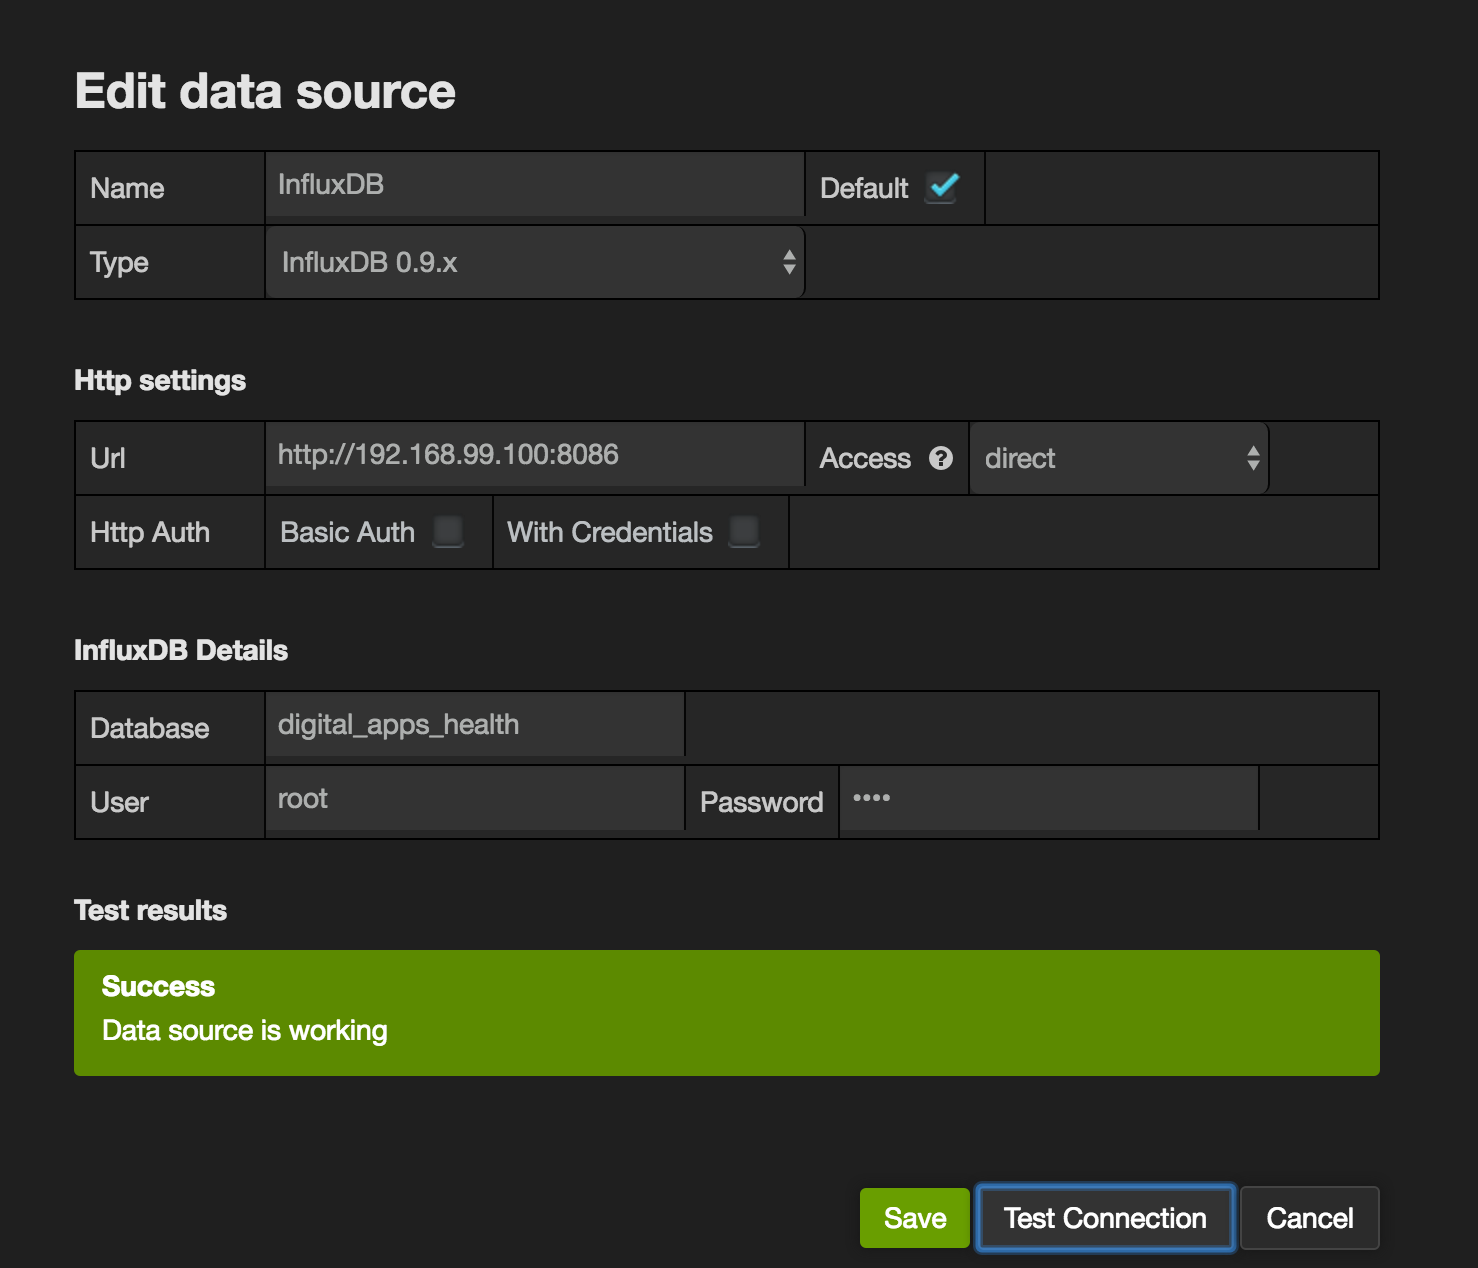 Edit data source
Name InfluxDB Default
Type InfluxDB 0.9.x
Http settings
Url http://192.168.99.100:8086 Access ? direct
Http Auth Basic Auth With Credentials
InfluxDB Details
Database digital_apps_health
User root Password ••••
Test results
Success
Data source is working
Save Test Connection Cancel